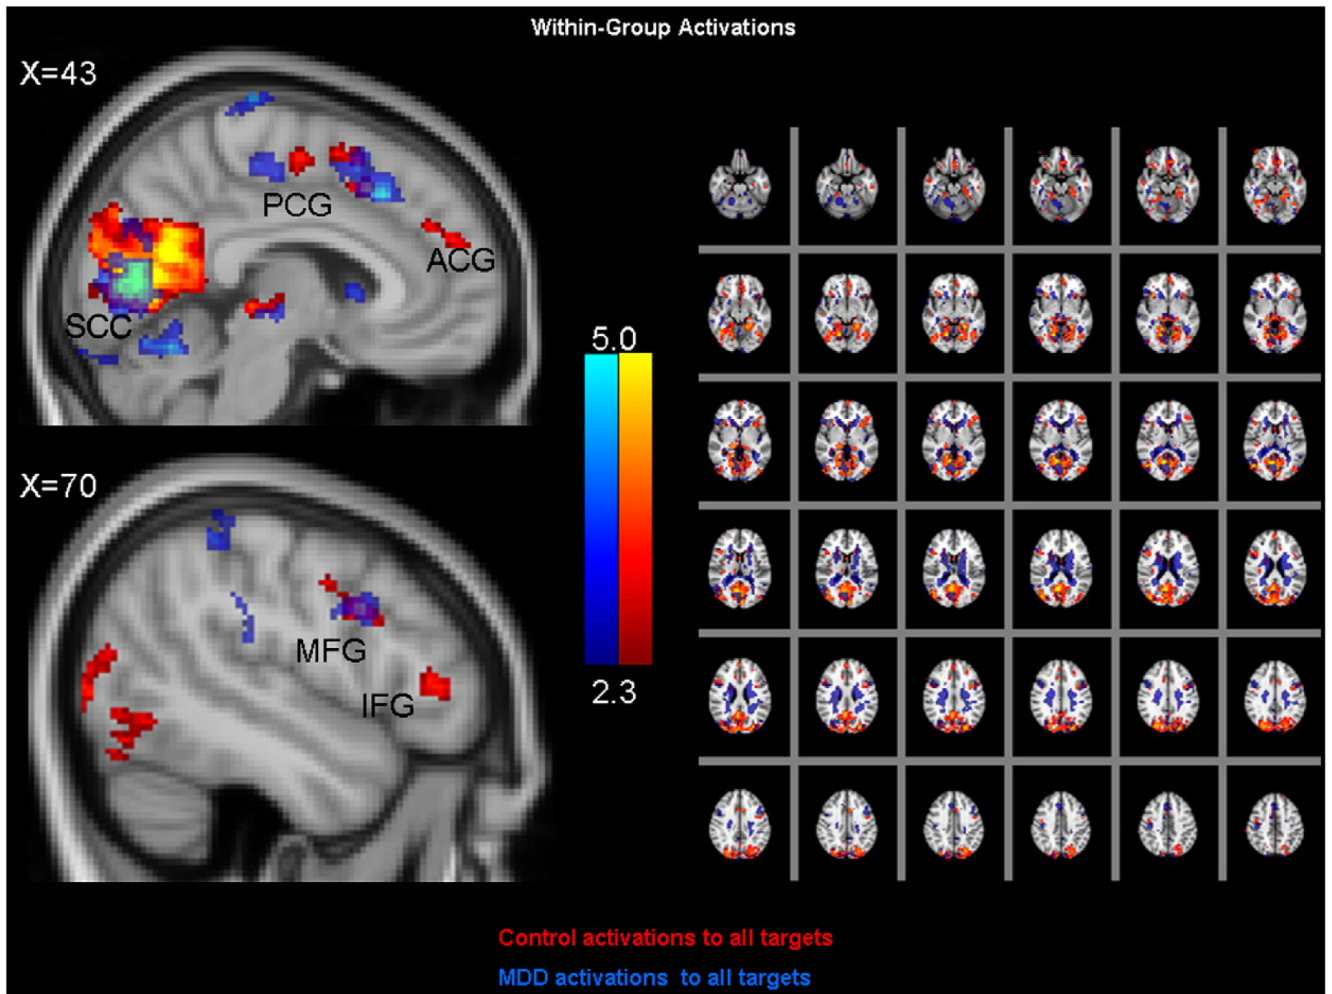 Within-Group Activations
X=43
PCG
ACG
SCC
5.0
X=70
MFG
IFG
2.3
Control activations to all targets
MDD activations  to all targets